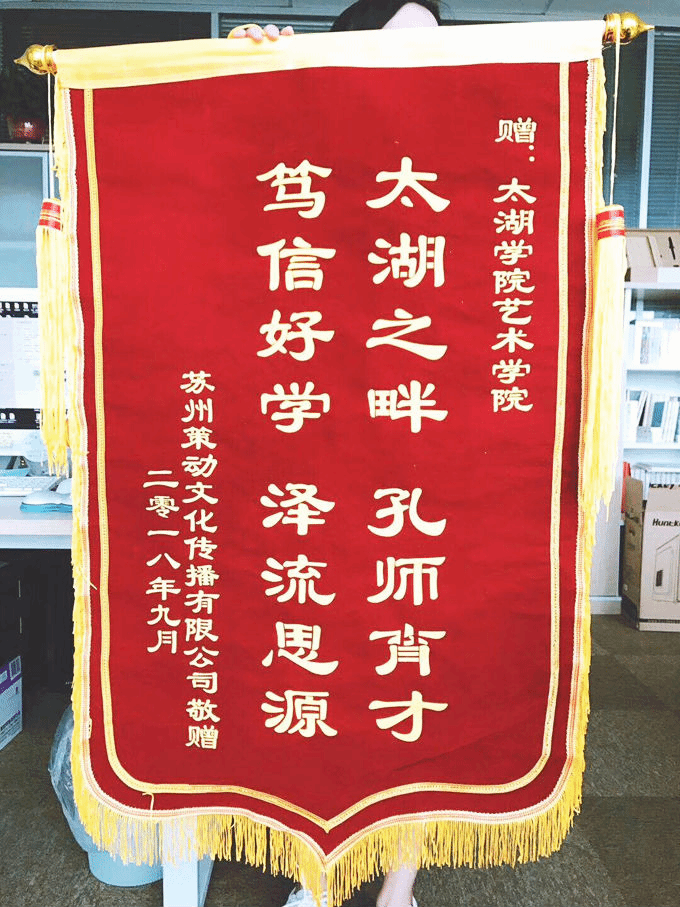 赠：太湖学院艺术学院
太湖之畔 孔师育才
笃信好学 泽流思源
苏州策动文化传播有限公司敬赠
二零一八年九月